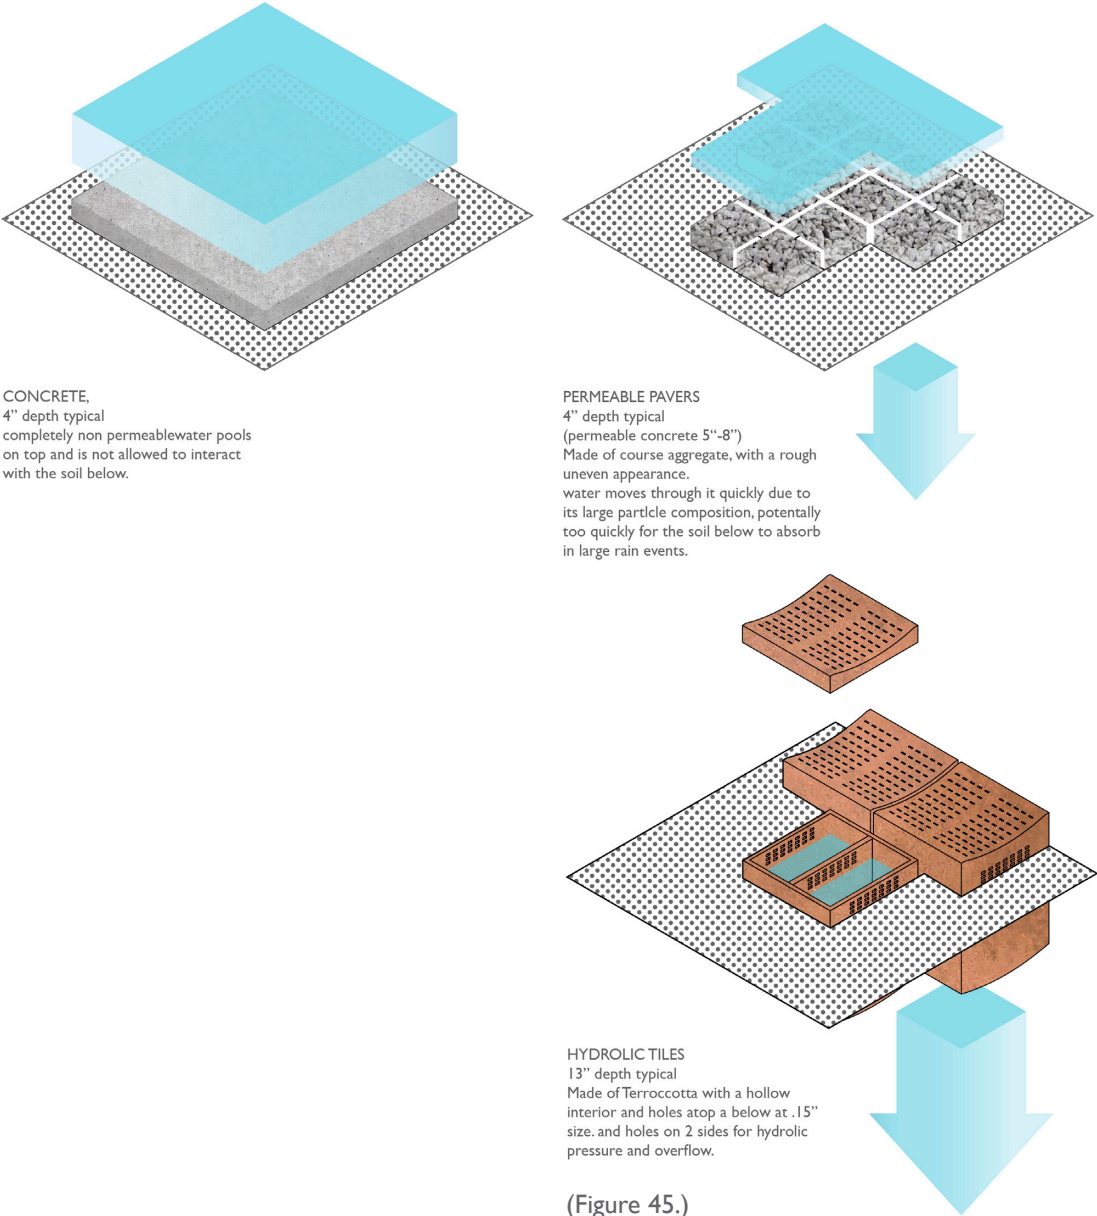 CONCRETE,
4” depth typical
completely non permeablewater pools
on top and is not allowed to interact
with the soil below.
PERMEABLE PAVERS
4” depth typical
(permeable concrete 5“-8”)
Made of course aggregate, with a rough
uneven appearance.
water moves through it quickly due to
its large partlcle composition, potentally
too quickly for the soil below to absorb
in large rain events.
HYDROLIC TILES
13” depth typical
Made of Terroccotta with a hollow
interior and holes atop a below at .15”
size. and holes on 2 sides for hydrolic
pressure and overflow.
(Figure 45.)